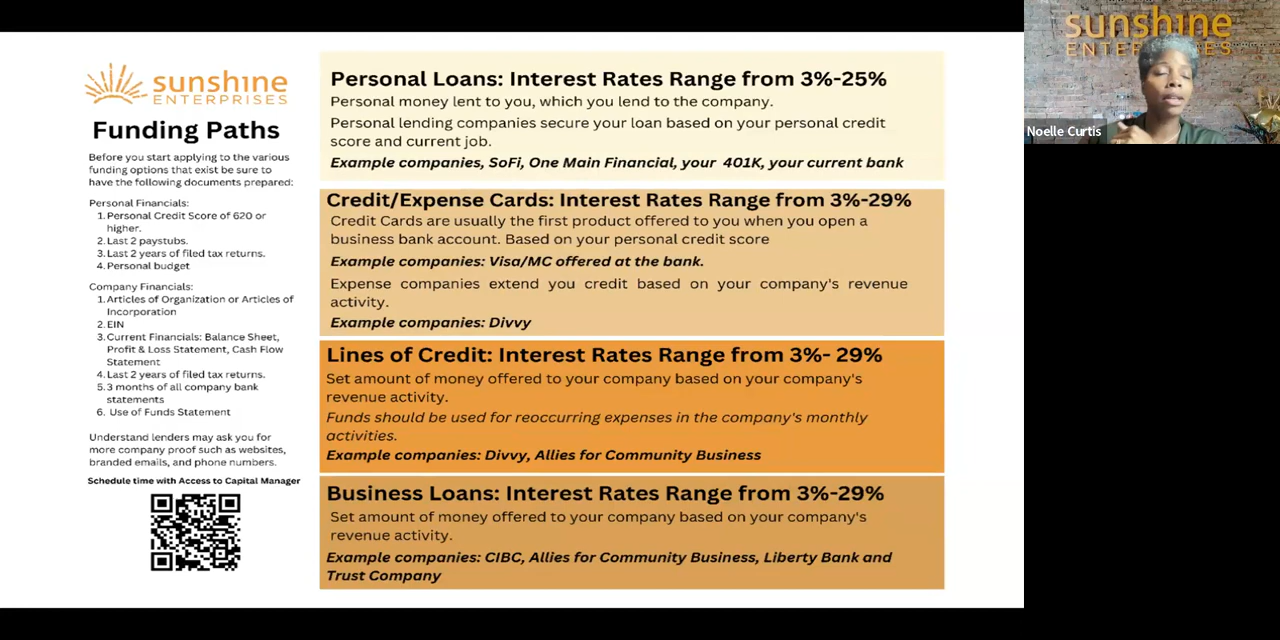 sunshine
ENTERPRISES
Funding Paths
Before you start applying to the various
funding options that exist be sure to
have the following documents prepared:
Personal Financials:
1. Personal Credit Score of 620 or
higher.
2. Last 2 paystubs.
3. Last 2 years of filed tax returns.
4. Personal budget
Company Financials:
1. Articles of Organization or Articles of
Incorporation
2. EIN
3. Current Financials: Balance Sheet,
Profit & Loss Statement, Cash Flow
Statement
4. Last 2 years of filed tax returns.
5. 3 months of all company bank
statements
6. Use of Funds Statement
Understand lenders may ask you for
more company proof such as websites,
branded emails, and phone numbers.
Schedule time with Access to Capital Manager
Personal Loans: Interest Rates Range from 3%-25%
Personal money lent to you, which you lend to the company.
Personal lending companies secure your loan based on your personal credit
score and current job.
Example companies, SoFi, One Main Financial, your 401K, your current bank
Credit/Expense Cards: Interest Rates Range from 3%-29%
Credit Cards are usually the first product offered to you when you open a
business bank account. Based on your personal credit score
Example companies: Visa/MC offered at the bank.
Expense companies extend you credit based on your company's revenue
activity.
Example companies: Divvy
Lines of Credit: Interest Rates Range from 3%- 29%
Set amount of money offered to your company based on your company's
revenue activity.
Funds should be used for reoccurring expenses in the company's monthly
activities.
Example companies: Divvy, Allies for Community Business
Business Loans: Interest Rates Range from 3%-29%
Set amount of money offered to your company based on your company's
revenue activity.
Example companies: CIBC, Allies for Community Business, Liberty Bank and
Trust Company
sunshine
ENTERPRISES
Noelle Curtis